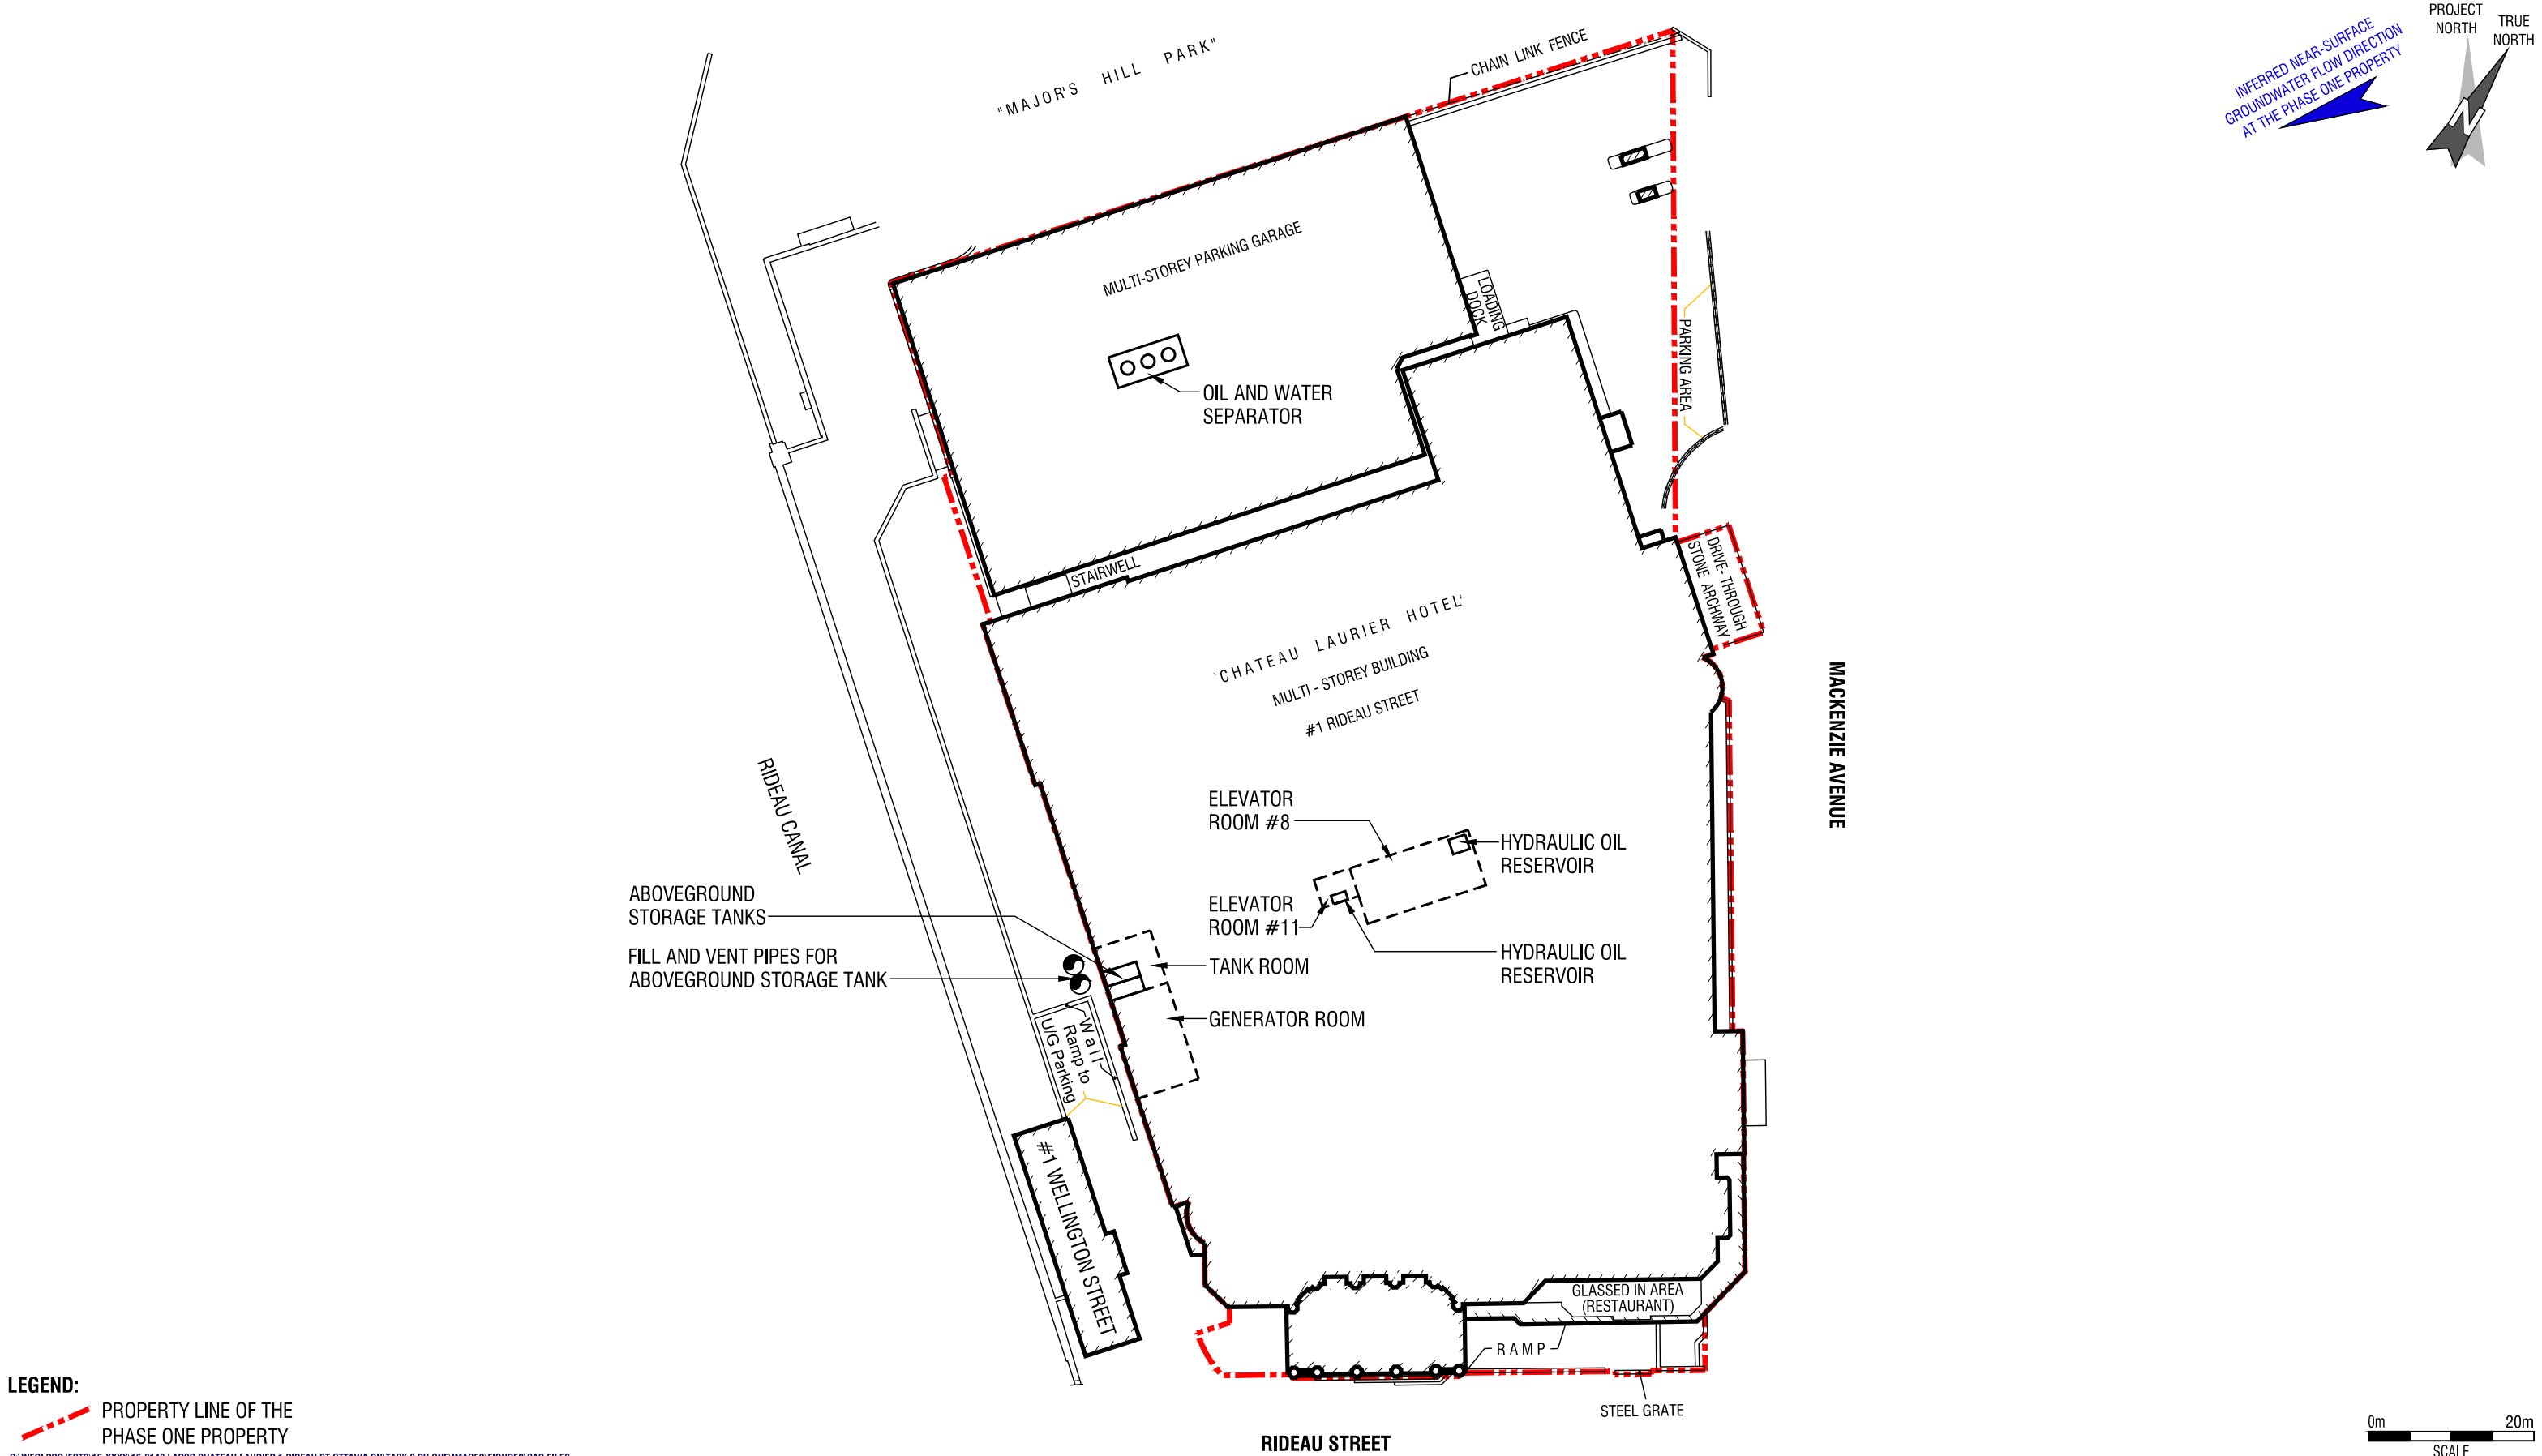 "MAJOR'S HILL PARK"
CHAIN LINK FENCE
INFERRED NEAR-SURFACE
GROUNDWATER FLOW DIRECTION
AT THE PHASE ONE PROPERTY
PROJECT
NORTH
TRUE
NORTH
N
MULTI-STOREY PARKING GARAGE
LOADING
DOCK
PARKING AREA
OIL AND WATER
SEPARATOR
STAIRWELL
DRIVE-THROUGH
STONE ARCHWAY
'CHATEAU LAURIER HOTEL'
MULTI - STOREY BUILDING
#1 RIDEAU STREET
MACKENZIE AVENUE
RIDEAU CANAL
ELEVATOR
ROOM #8
HYDRAULIC OIL
RESERVOIR
ELEVATOR
ROOM #11
HYDRAULIC OIL
RESERVOIR
ABOVEGROUND
STORAGE TANKS
FILL AND VENT PIPES FOR
ABOVEGROUND STORAGE TANK
TANK ROOM
GENERATOR ROOM
Wall
Ramp to
U/G Parking
#1 WELLINGTON STREET
GLASSED IN AREA
(RESTAURANT)
RAMP
STEEL GRATE
RIDEAU STREET
LEGEND:
PROPERTY LINE OF THE
PHASE ONE PROPERTY
0m 20m
SCALE